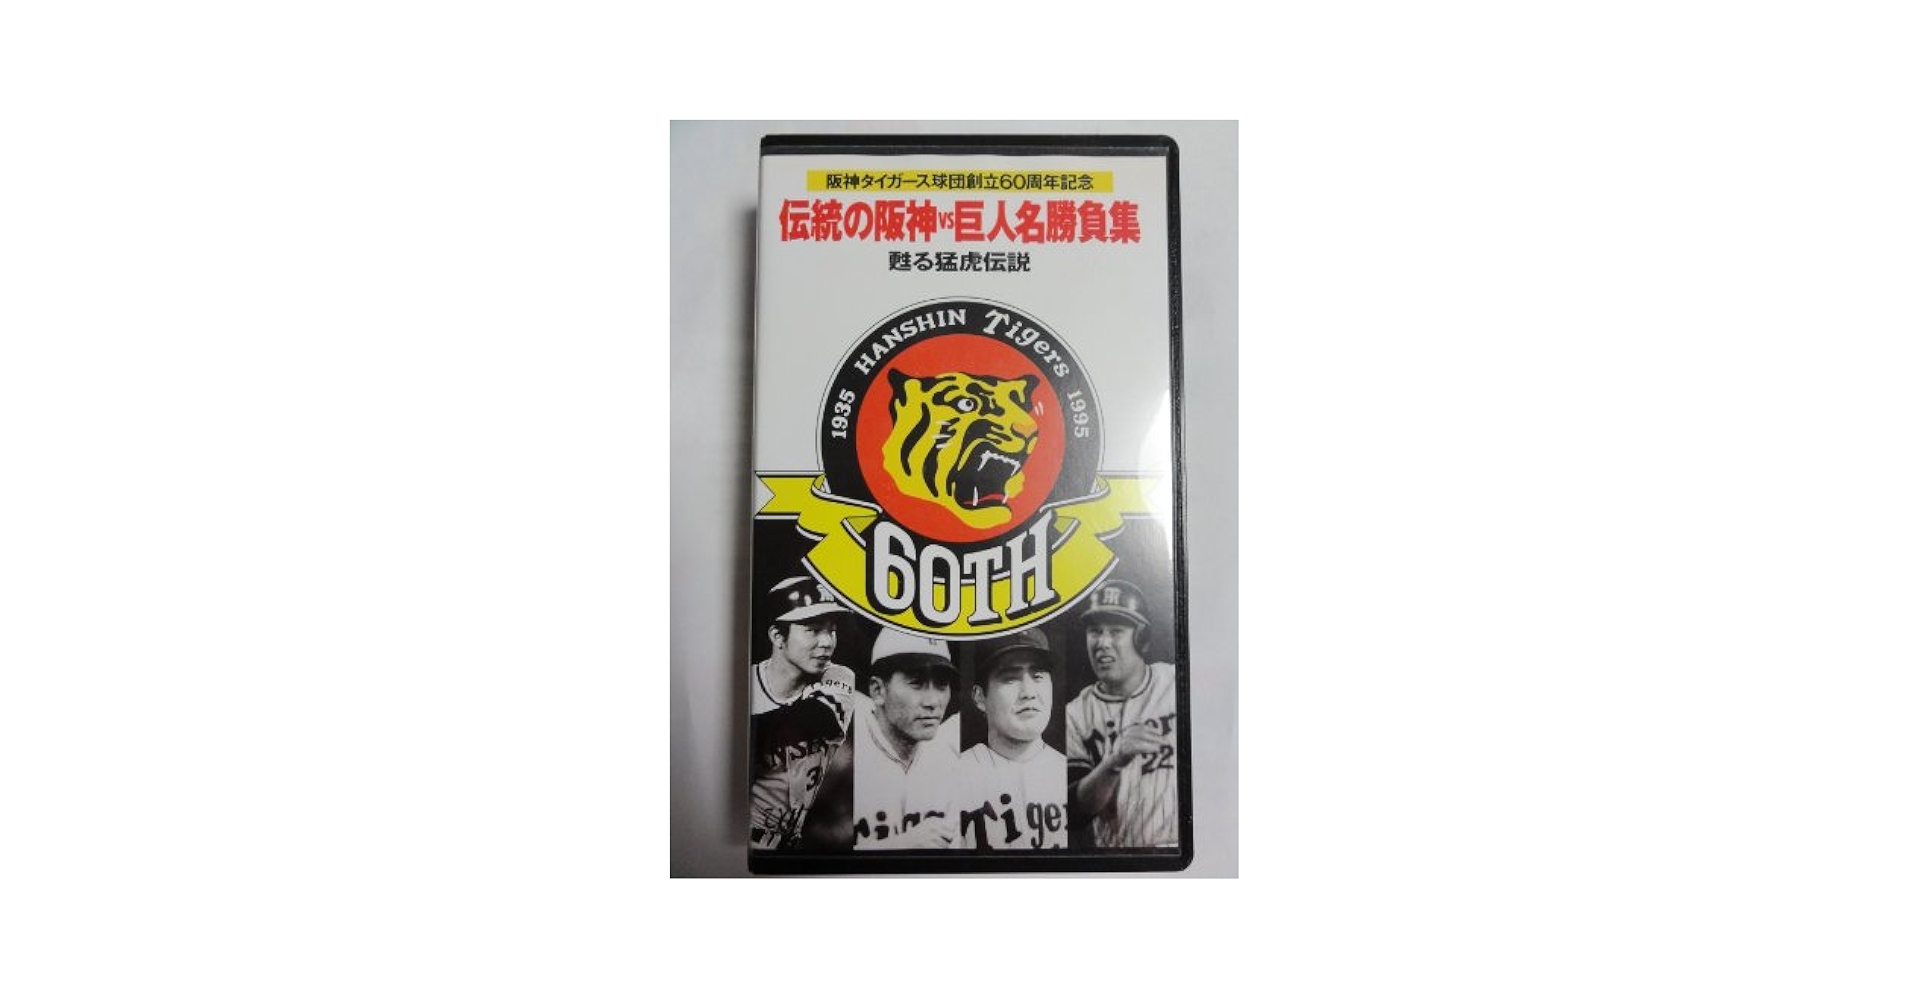 阪神タイガース球団創立60周年記念
伝統の阪神vs巨人名勝負集
甦る猛虎伝説
1935 HANSHIN Tigers 1995
60TH
Tigers
22